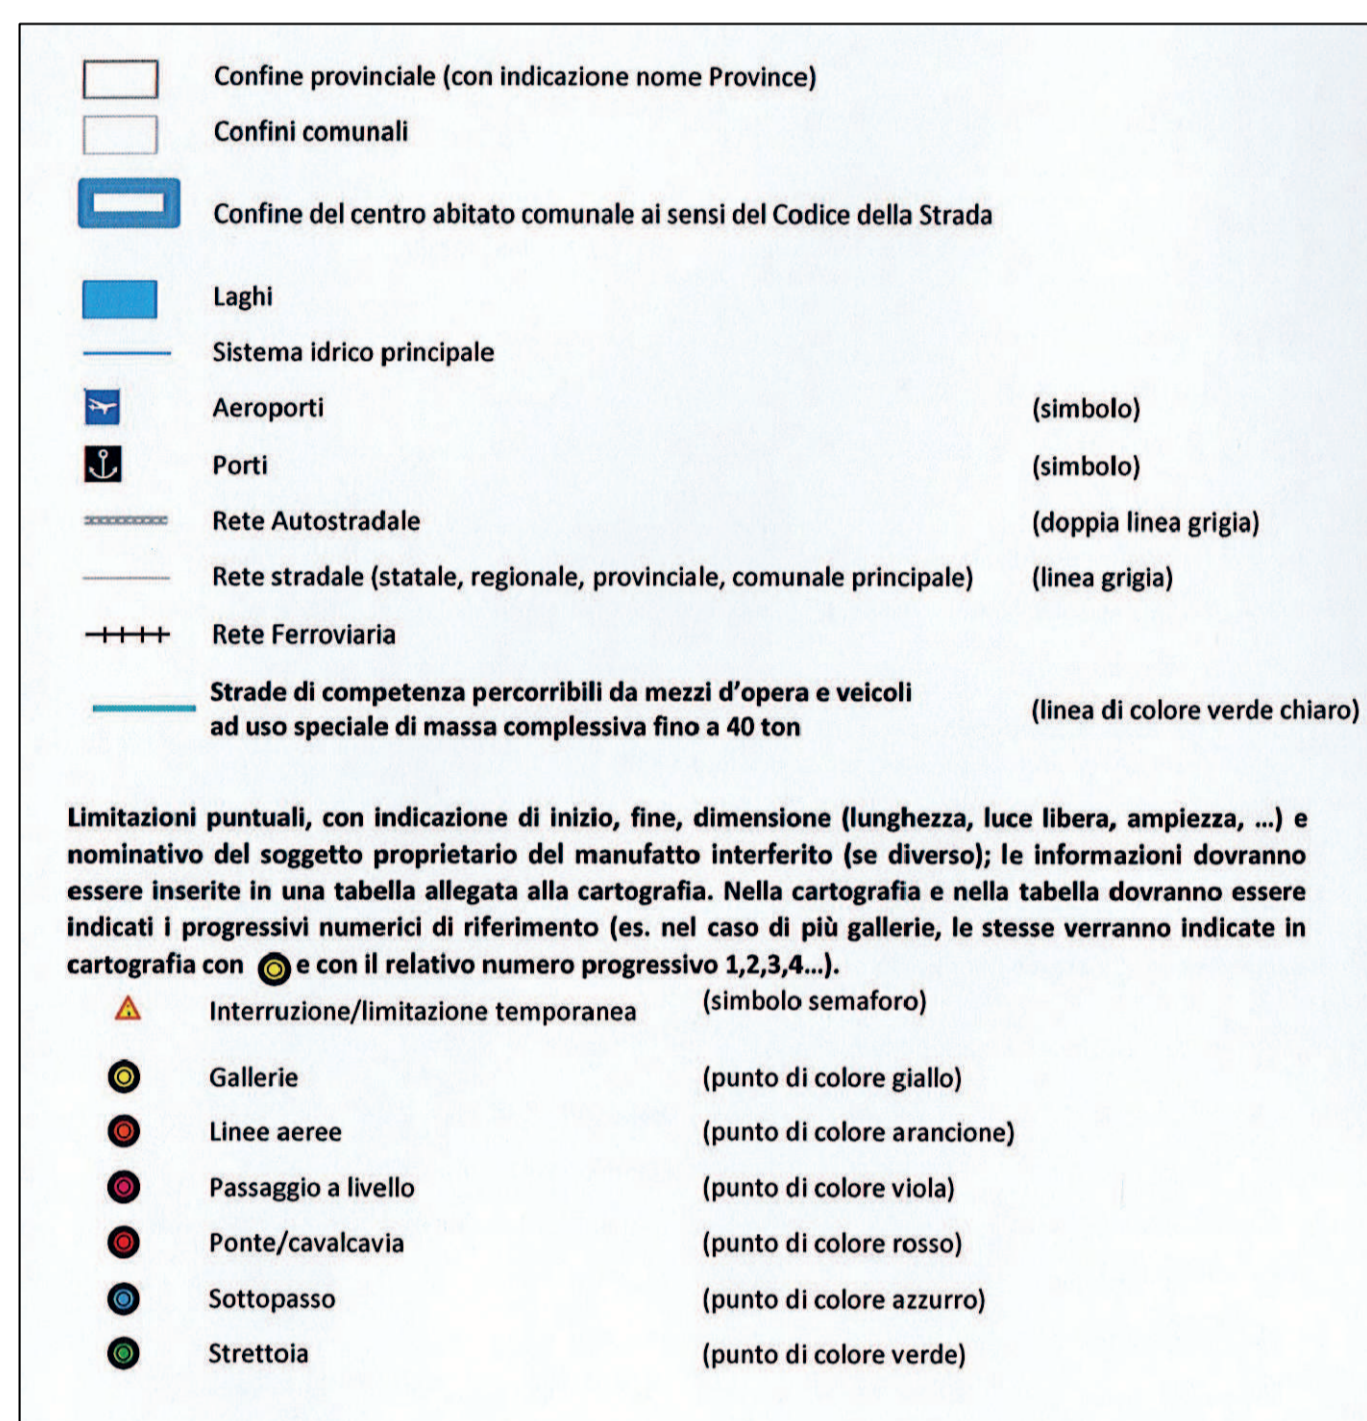 Confine provinciale (con indicazione nome Province)
Confini comunali
Confine del centro abitato comunale ai sensi del Codice della Strada
Laghi
Sistema idrico principale
Aeroporti (simbolo)
Porti (simbolo)
Rete Autostradale (doppia linea grigia)
Rete stradale (statale, regionale, provinciale, comunale principale) (linea grigia)
Rete Ferroviaria
Strade di competenza percorribili da mezzi d'opera e veicoli
ad uso speciale di massa complessiva fino a 40 ton (linea di colore verde chiaro)
Limitazioni puntuali, con indicazione di inizio, fine, dimensione (lunghezza, luce libera, ampiezza, ...) e
nominativo del soggetto proprietario del manufatto interferito (se diverso); le informazioni dovranno
essere inserite in una tabella allegata alla cartografia. Nella cartografia e nella tabella dovranno essere
indicati i progressivi numerici di riferimento (es. nel caso di più gallerie, le stesse verranno indicate in
cartografia con e con il relativo numero progressivo 1,2,3,4...).
Interruzione/limitazione temporanea (simbolo semaforo)
Gallerie (punto di colore giallo)
Linee aeree (punto di colore arancione)
Passaggio a livello (punto di colore viola)
Ponte/cavalcavia (punto di colore rosso)
Sottopasso (punto di colore azzurro)
Strettoia (punto di colore verde)